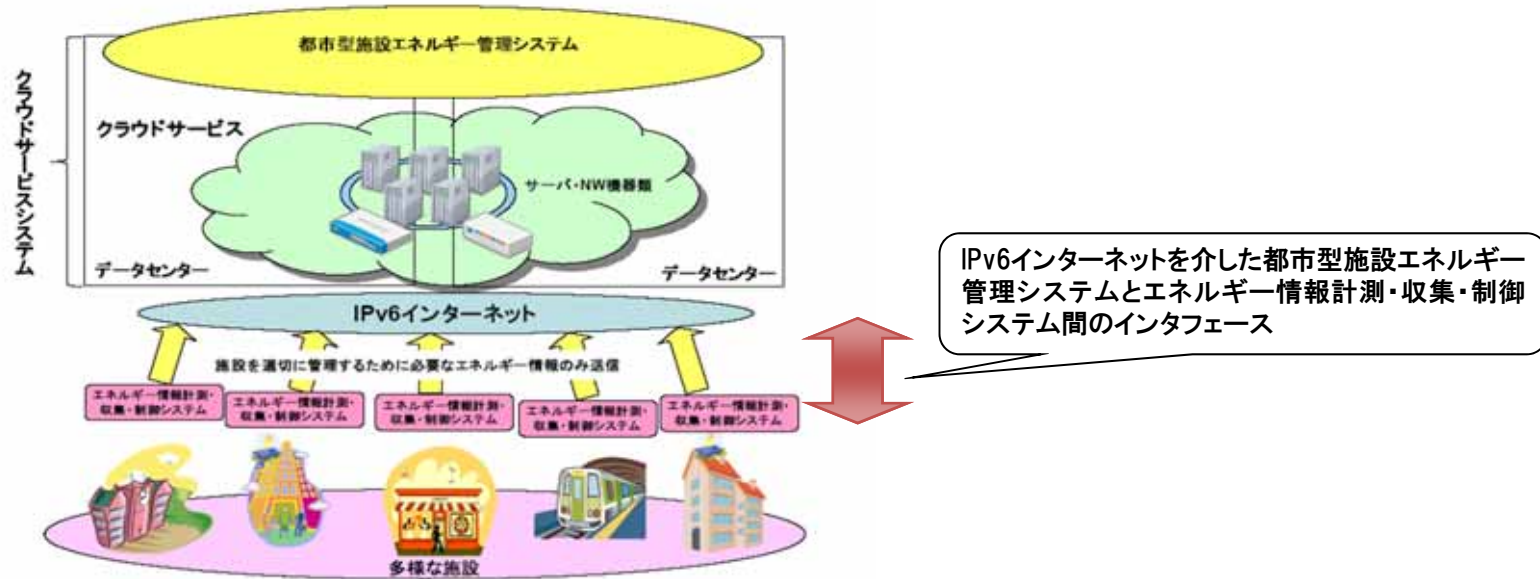 都市型施設エネルギー管理システム
クラウドサービスシステム
クラウドサービス
サーバ・NW機器類
データセンター
データセンター
IPv6インターネット
施設を適切に管理するために必要なエネルギー情報のみ送信
エネルギー情報計測・
収集・制御システム
エネルギー情報計測・
収集・制御システム
エネルギー情報計測・
収集・制御システム
エネルギー情報計測・
収集・制御システム
エネルギー情報計測・
収集・制御システム
多様な施設
IPv6インターネットを介した都市型施設エネルギー
管理システムとエネルギー情報計測・収集・制御
システム間のインタフェース